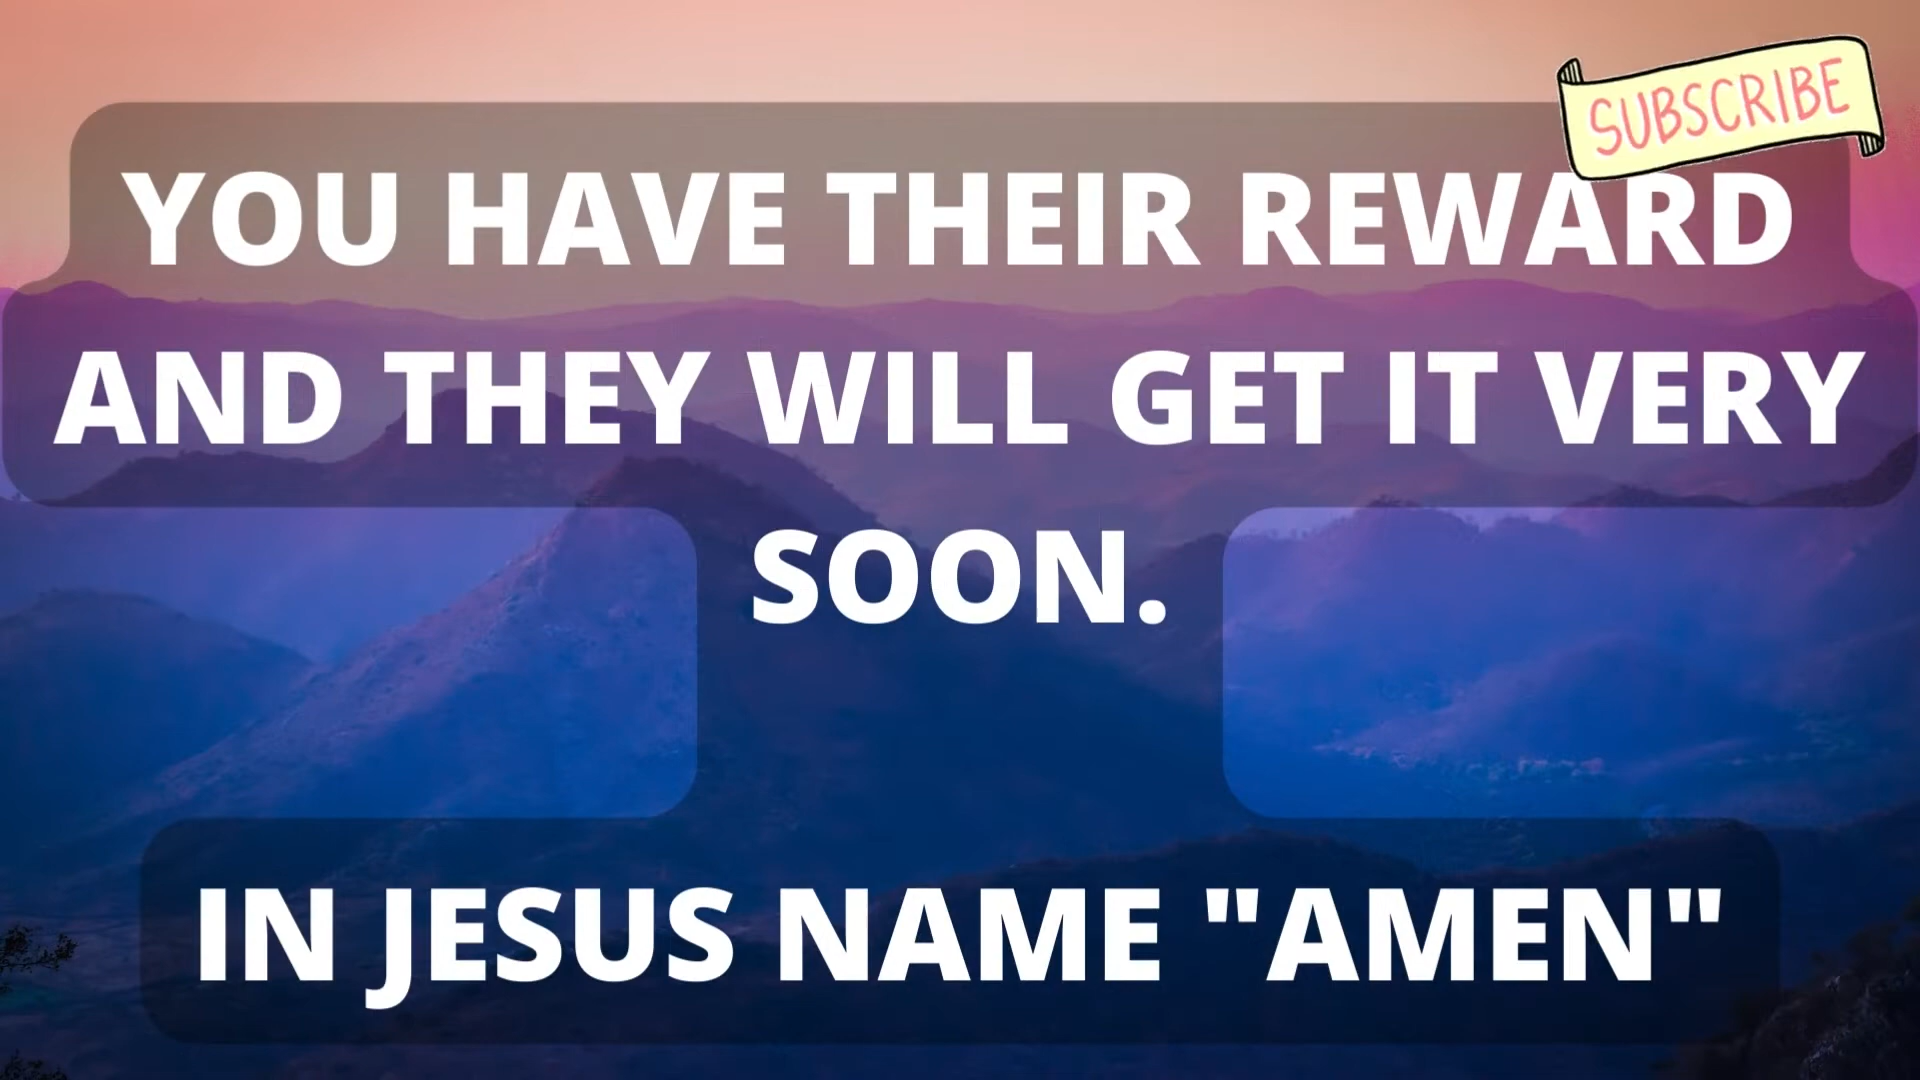 SUBSCRIBE
YOU HAVE THEIR REWARD
AND THEY WILL GET IT VERY
SOON.
IN JESUS NAME "AMEN"